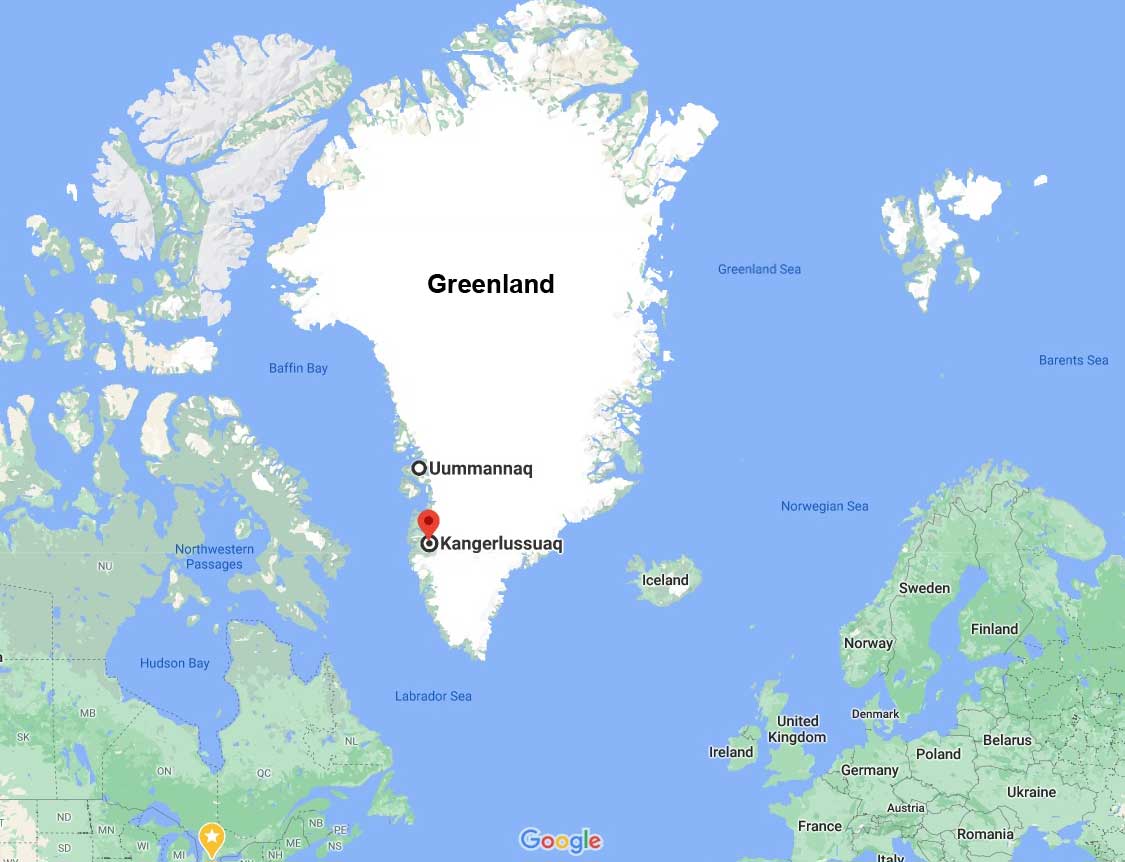 Greenland
Greenland Sea
Barents Sea
Baffin Bay
Uummannaq
Norwegian Sea
Kangerlussuaq
Northwestern
Passages
NU
Iceland
Sweden
Finland
Norway
Hudson Bay
Labrador Sea
MB
SK
NL
ON
QC
Denmark
United
Kingdom
Ireland
Belarus
Poland
Germany
Ukraine
Austria
France
Romania
Italy
ND
MN
SD
WI
MI
NB
PE
ME
NS
NH
Google